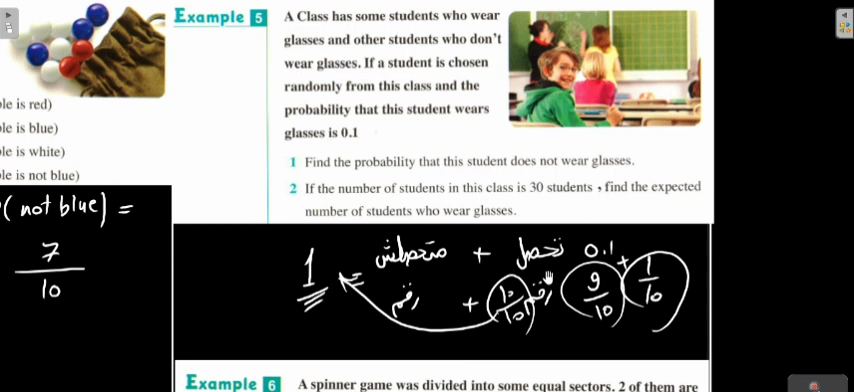 Example 5
A Class has some students who wear
glasses and other students who don't
wear glasses. If a student is chosen
randomly from this class and the
probability that this student wears
glasses is 0.1
1 Find the probability that this student does not wear glasses.
2 If the number of students in this class is 30 students , find the expected
number of students who wear glasses.
le is red)
le is blue)
le is white)
le is not blue)
( not blue) =
7
10
1 متحصلش + تحصل 0.1
رقم + 10/10 رقم 9/10 + 1/10
Example 6 A spinner game was divided into some equal sectors. 2 of them are